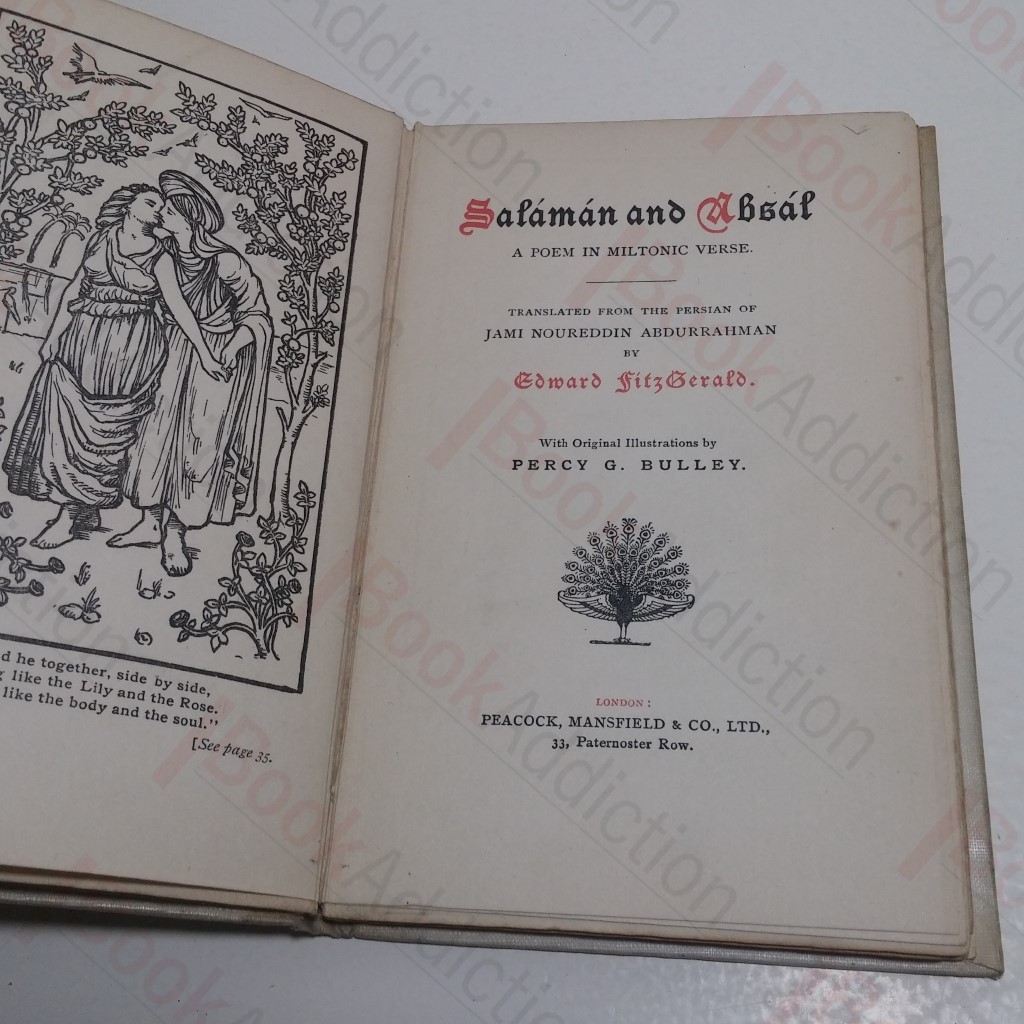 d he together, side by side,
like the Lily and the Rose.
like the body and the soul."
[See page 35.
Salámán and Absál
A POEM IN MILTONIC VERSE.
TRANSLATED FROM THE PERSIAN OF
JAMI NOUREDDIN ABDURRAHMAN
BY
Edward FitzGerald.
With Original Illustrations by
PERCY G. BULLEY.
LONDON:
PEACOCK, MANSFIELD & CO., LTD.,
33, Paternoster Row.
BookAddiction